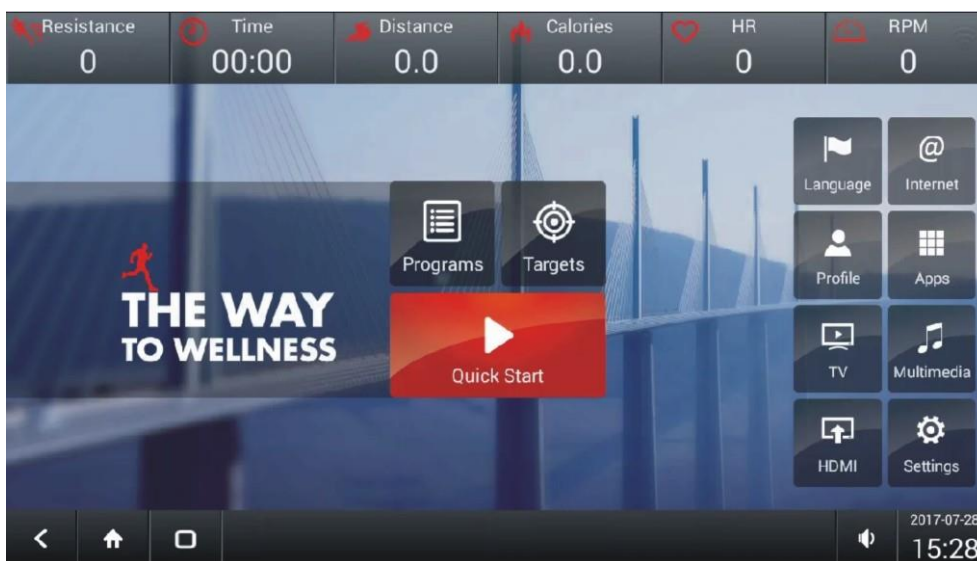 Resistance
0
Time
00:00
Distance
0.0
Calories
0.0
HR
0
RPM
0
Language
@
Internet
Programs
Targets
Profile
Apps
THE WAY
TO WELLNESS
Quick Start
TV
Multimedia
HDMI
Settings
2017-07-28
15:28